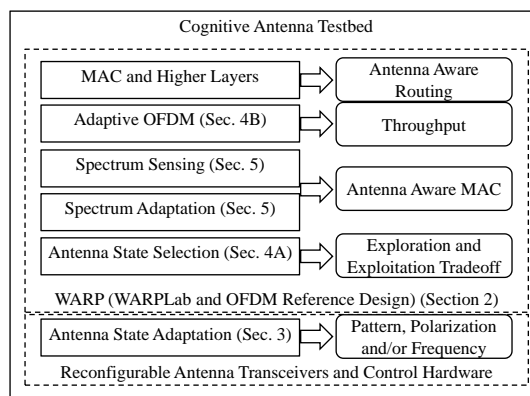 Cognitive Antenna Testbed
MAC and Higher Layers
Antenna Aware
Routing
Adaptive OFDM (Sec. 4B)
Throughput
Spectrum Sensing (Sec. 5)
Antenna Aware MAC
Spectrum Adaptation (Sec. 5)
Antenna State Selection (Sec. 4A)
Exploration and
Exploitation Tradeoff
WARP (WARPLab and OFDM Reference Design) (Section 2)
Antenna State Adaptation (Sec. 3)
Pattern, Polarization
and/or Frequency
Reconfigurable Antenna Transceivers and Control Hardware